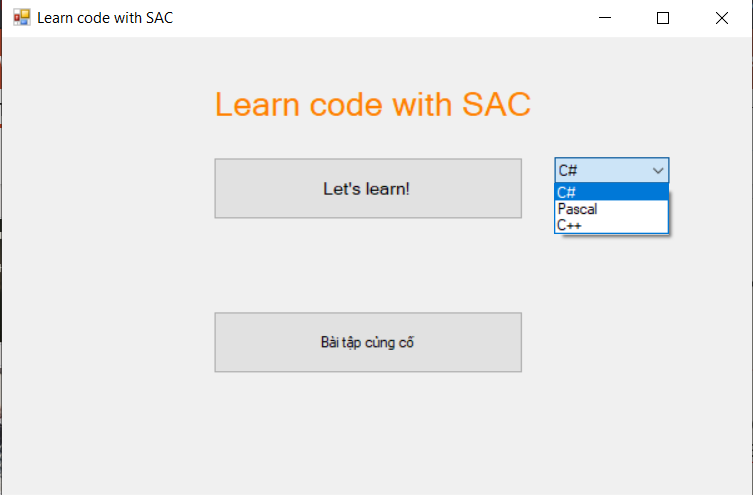 Learn code with SAC
Learn code with SAC
Let's learn!
C#
C#
Pascal
C++
Bài tập củng cố